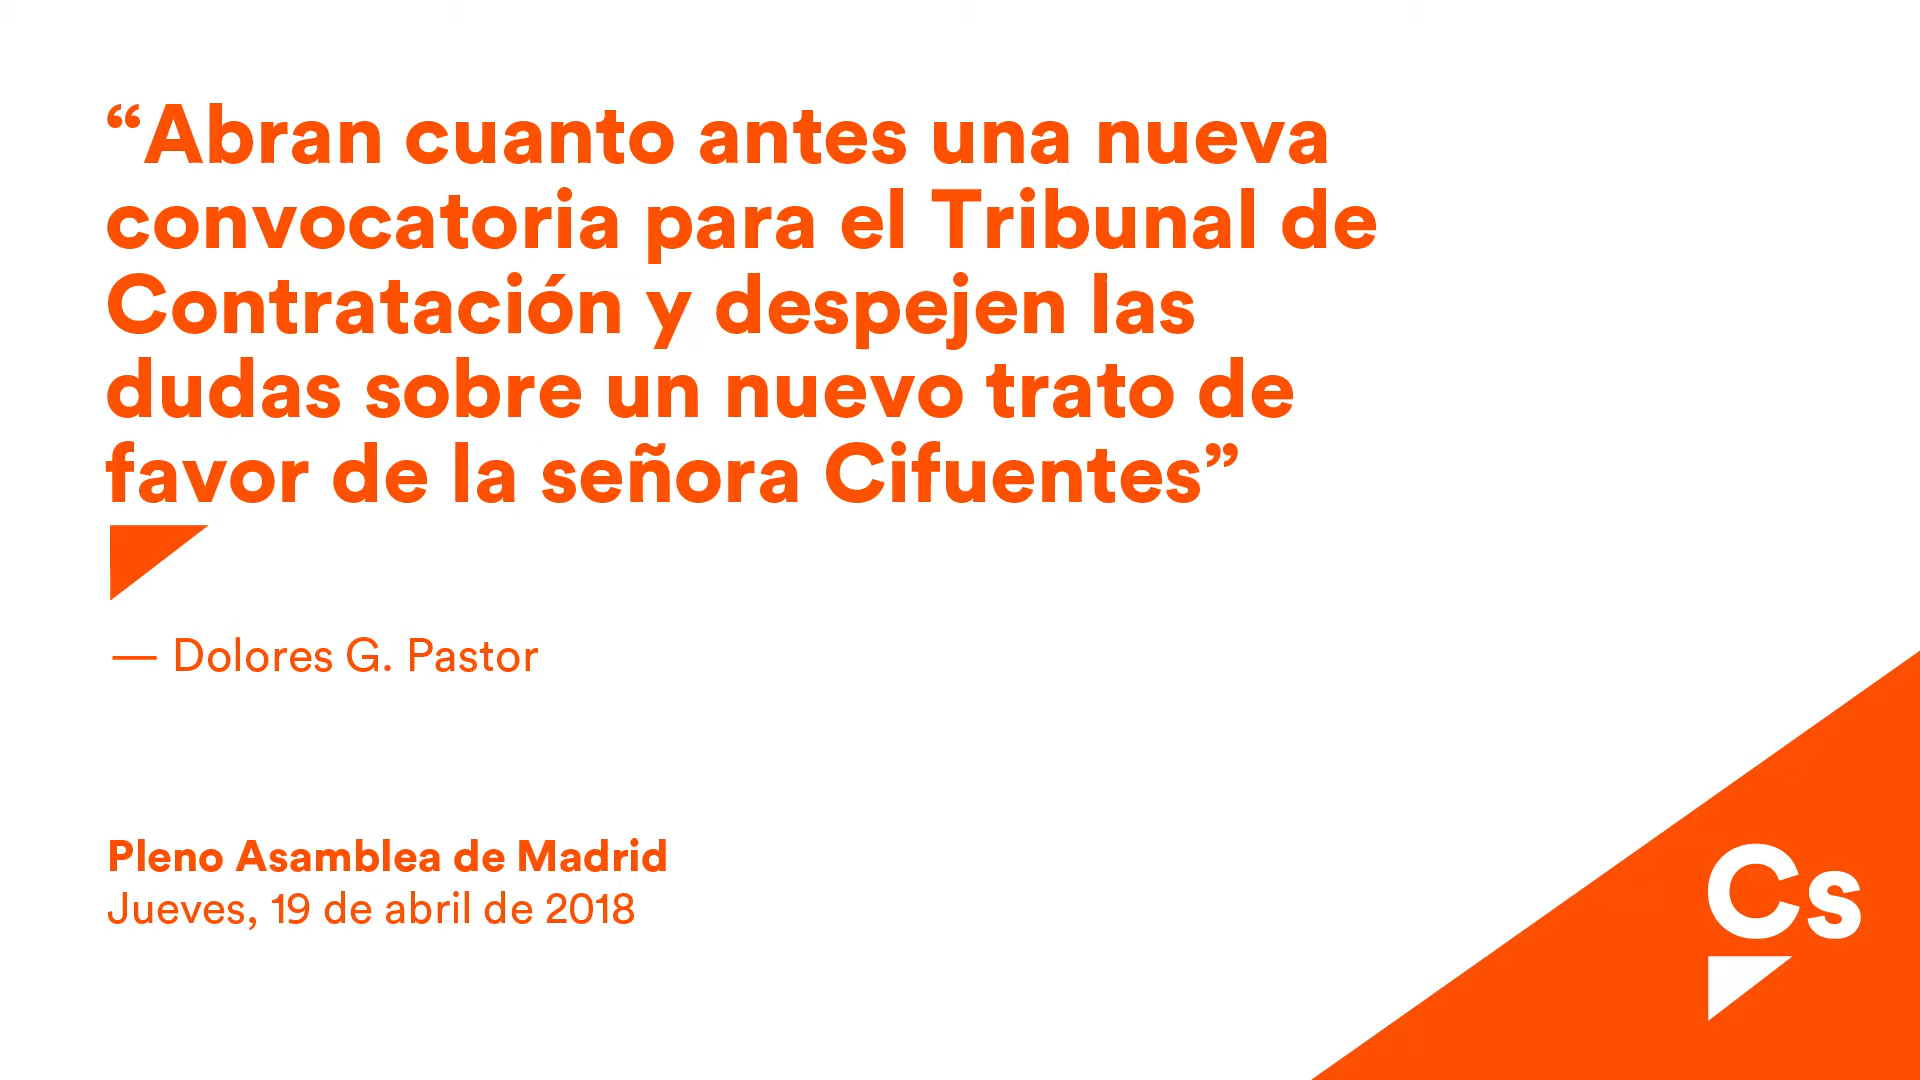 “Abran cuanto antes una nueva
convocatoria para el Tribunal de
Contratación y despejen las
dudas sobre un nuevo trato de
favor de la señora Cifuentes”
— Dolores G. Pastor
Pleno Asamblea de Madrid
Jueves, 19 de abril de 2018
Cs